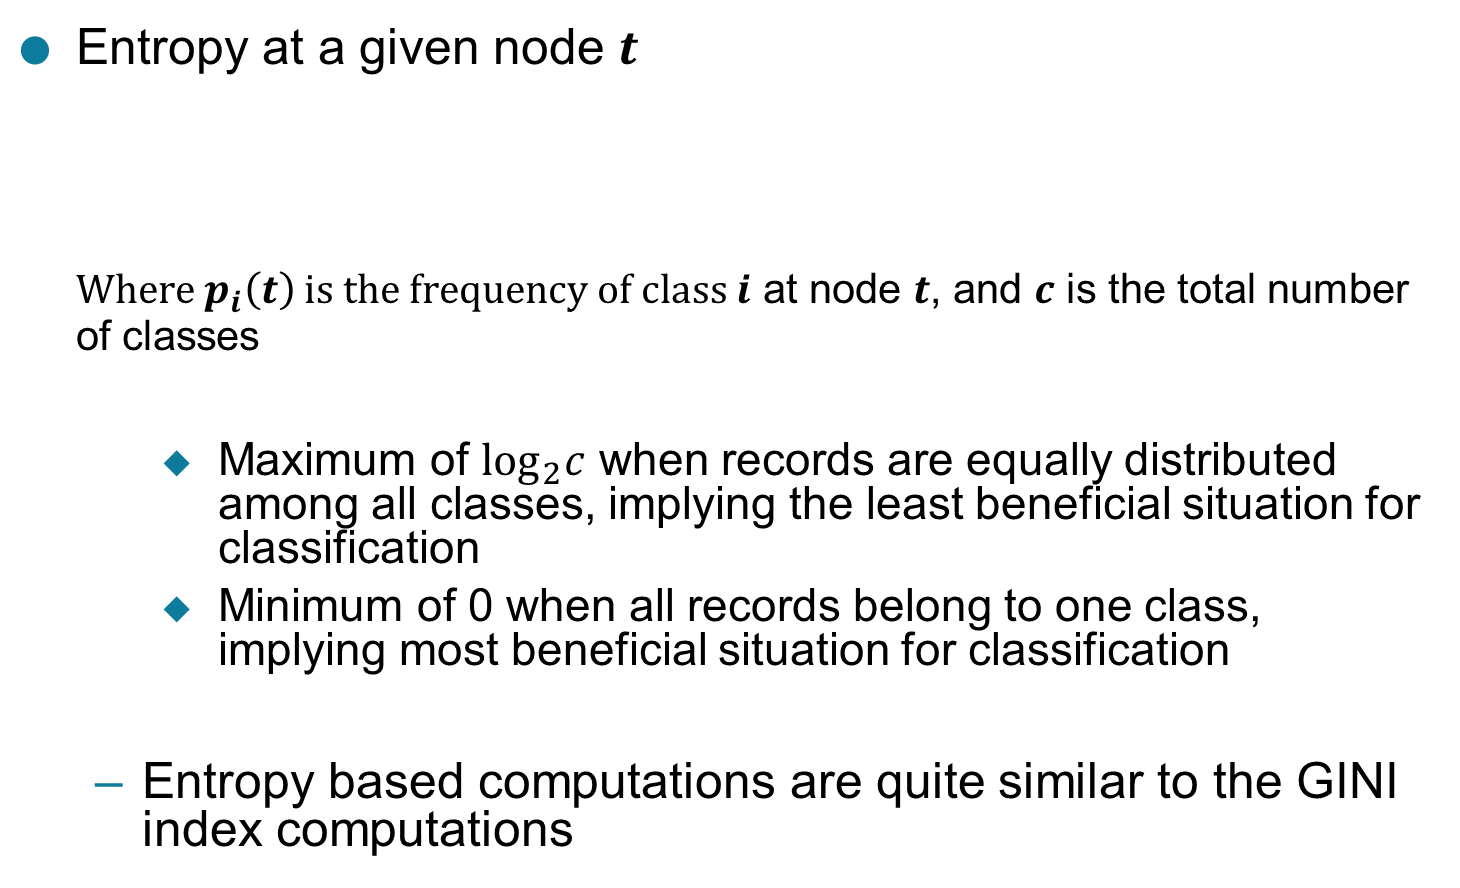 ● Entropy at a given node t
Where pᵢ(t) is the frequency of class i at node t, and c is the total number
of classes
◆ Maximum of log₂c when records are equally distributed
among all classes, implying the least beneficial situation for
classification
◆ Minimum of 0 when all records belong to one class,
implying most beneficial situation for classification
– Entropy based computations are quite similar to the GINI
index computations